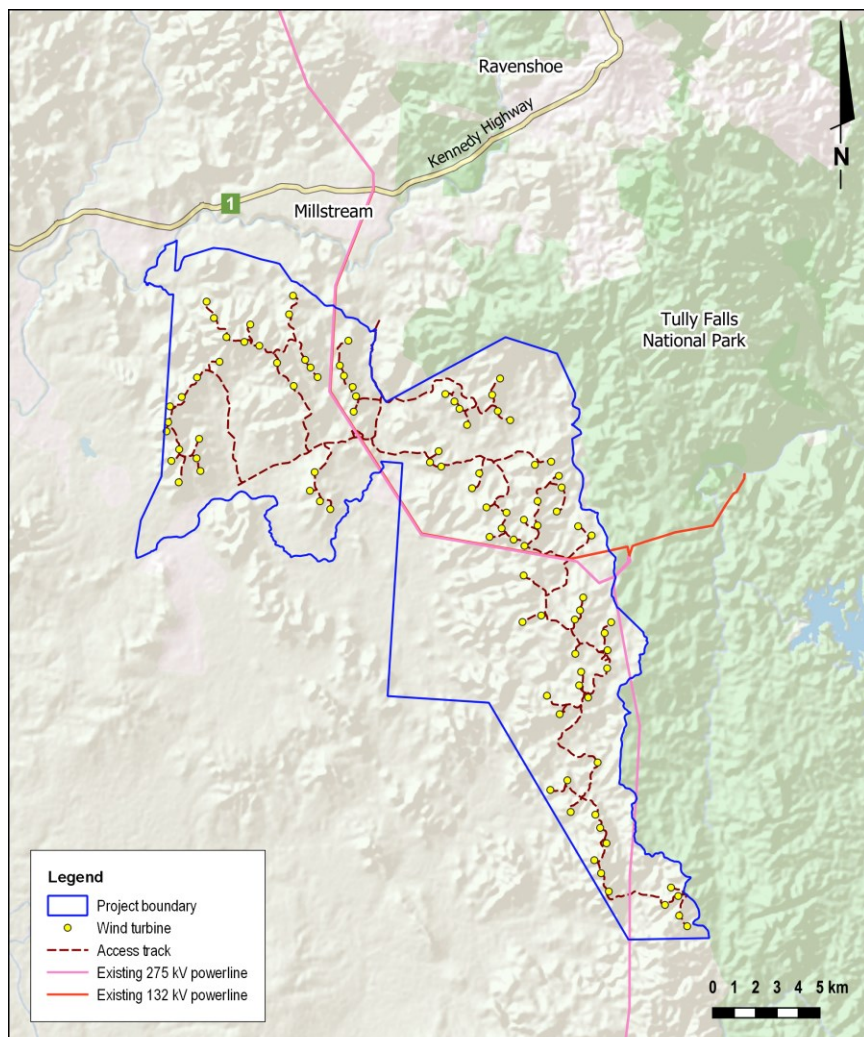 Ravenshoe
Kennedy Highway
N
1
Millstream
Tully Falls
National Park
Legend
Project boundary
Wind turbine
Access track
Existing 275 kV powerline
Existing 132 kV powerline
0 1 2 3 4 5 km